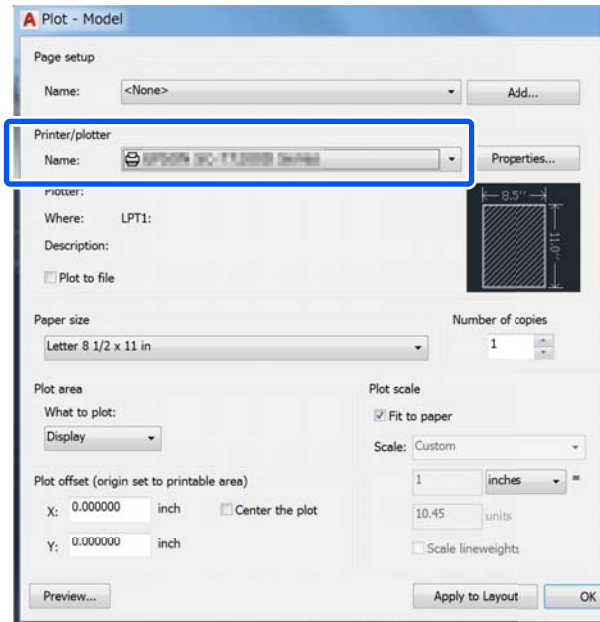 Plot - Model
Page setup
Name: <None> Add...
Printer/plotter
Name: Properties...
Plotter:
Where: LPT1:
Description:
Plot to file
8.5''
11.0''
Paper size Number of copies
Letter 8 1/2 x 11 in 1
Plot area Plot scale
What to plot: Fit to paper
Display Scale: Custom
Plot offset (origin set to printable area) 1 inches =
X: 0.000000 inch Center the plot 10.45 units
Y: 0.000000 inch Scale lineweights
Preview... Apply to Layout OK